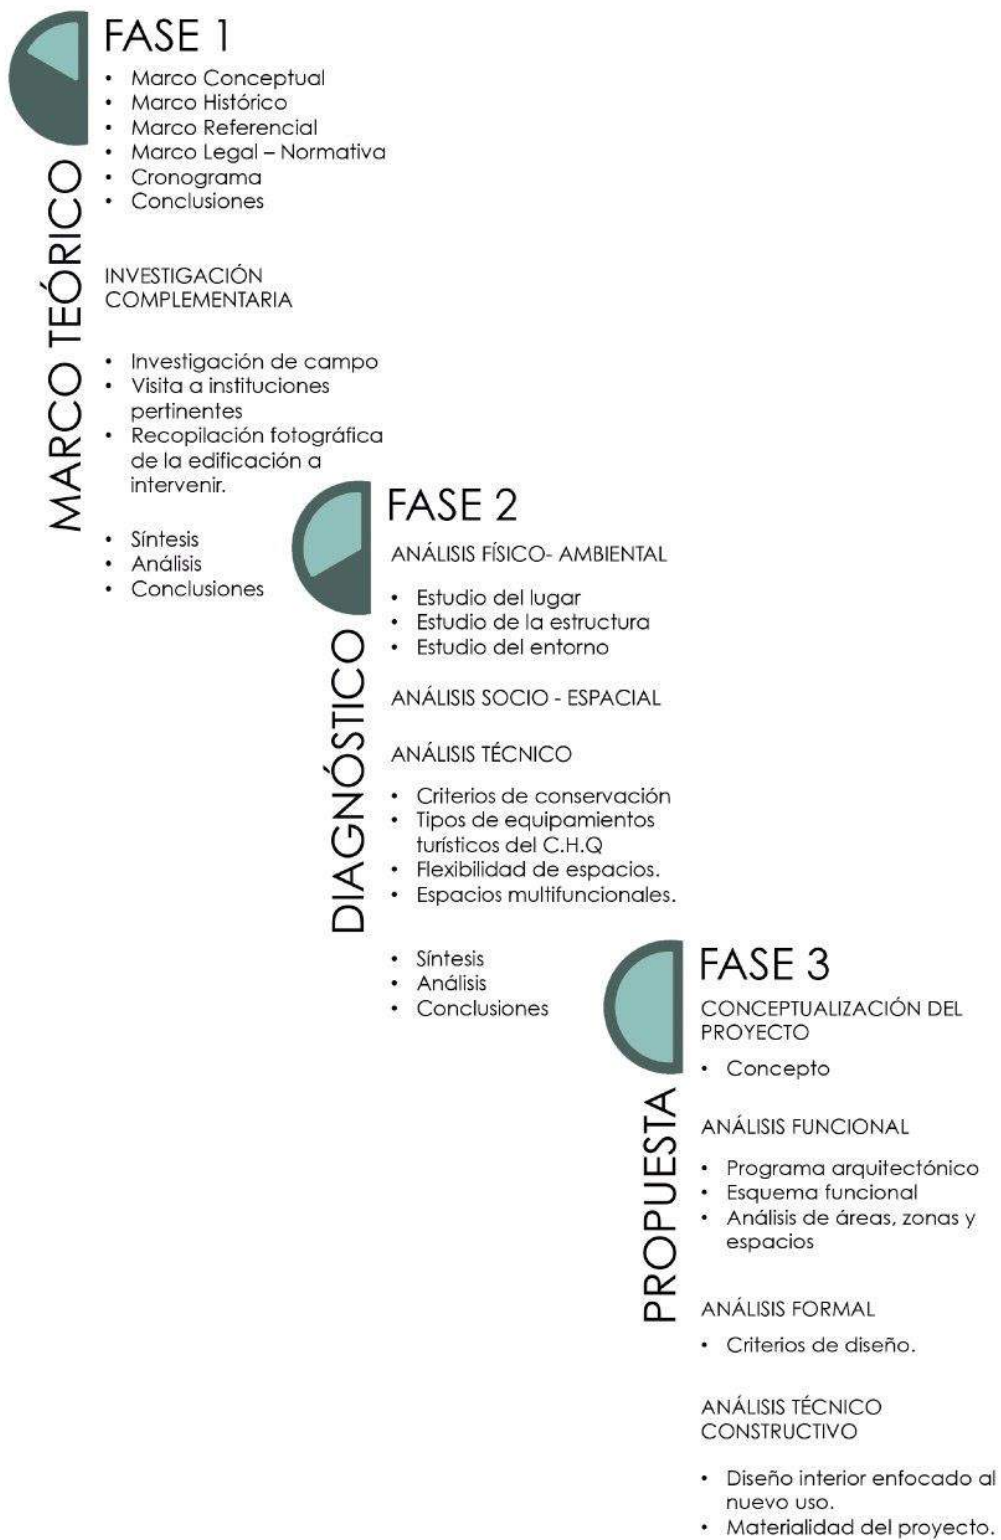 FASE 1
• Marco Conceptual
• Marco Histórico
• Marco Referencial
• Marco Legal – Normativa
• Cronograma
• Conclusiones
MARCO TEÓRICO
INVESTIGACIÓN
COMPLEMENTARIA
• Investigación de campo
• Visita a instituciones
pertinentes
• Recopilación fotográfica
de la edificación a
intervenir.
• Síntesis
• Análisis
• Conclusiones
FASE 2
DIAGNÓSTICO
ANÁLISIS FÍSICO- AMBIENTAL
• Estudio del lugar
• Estudio de la estructura
• Estudio del entorno
ANÁLISIS SOCIO - ESPACIAL
ANÁLISIS TÉCNICO
• Criterios de conservación
• Tipos de equipamientos
turísticos del C.H.Q
• Flexibilidad de espacios.
• Espacios multifuncionales.
• Síntesis
• Análisis
• Conclusiones
FASE 3
PROPUESTA
CONCEPTUALIZACIÓN DEL
PROYECTO
• Concepto
ANÁLISIS FUNCIONAL
• Programa arquitectónico
• Esquema funcional
• Análisis de áreas, zonas y
espacios
ANÁLISIS FORMAL
• Criterios de diseño.
ANÁLISIS TÉCNICO
CONSTRUCTIVO
• Diseño interior enfocado al
nuevo uso.
• Materialidad del proyecto.